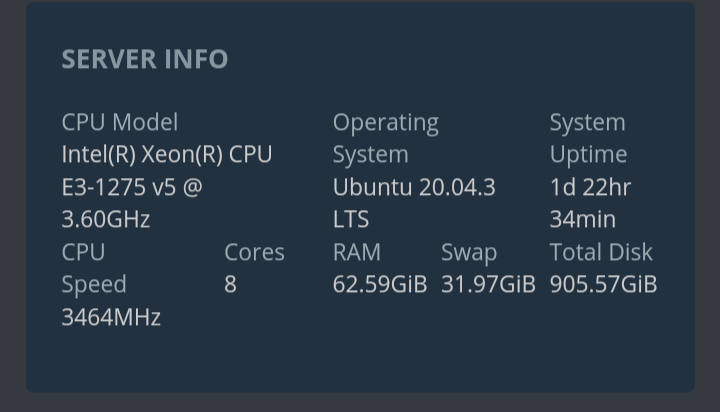 SERVER INFO
CPU Model
Intel(R) Xeon(R) CPU
E3-1275 v5 @
3.60GHz
Operating
System
Ubuntu 20.04.3
LTS
System
Uptime
1d 22hr
34min
CPU
Speed
3464MHz
Cores
8
RAM
62.59GiB
Swap
31.97GiB
Total Disk
905.57GiB